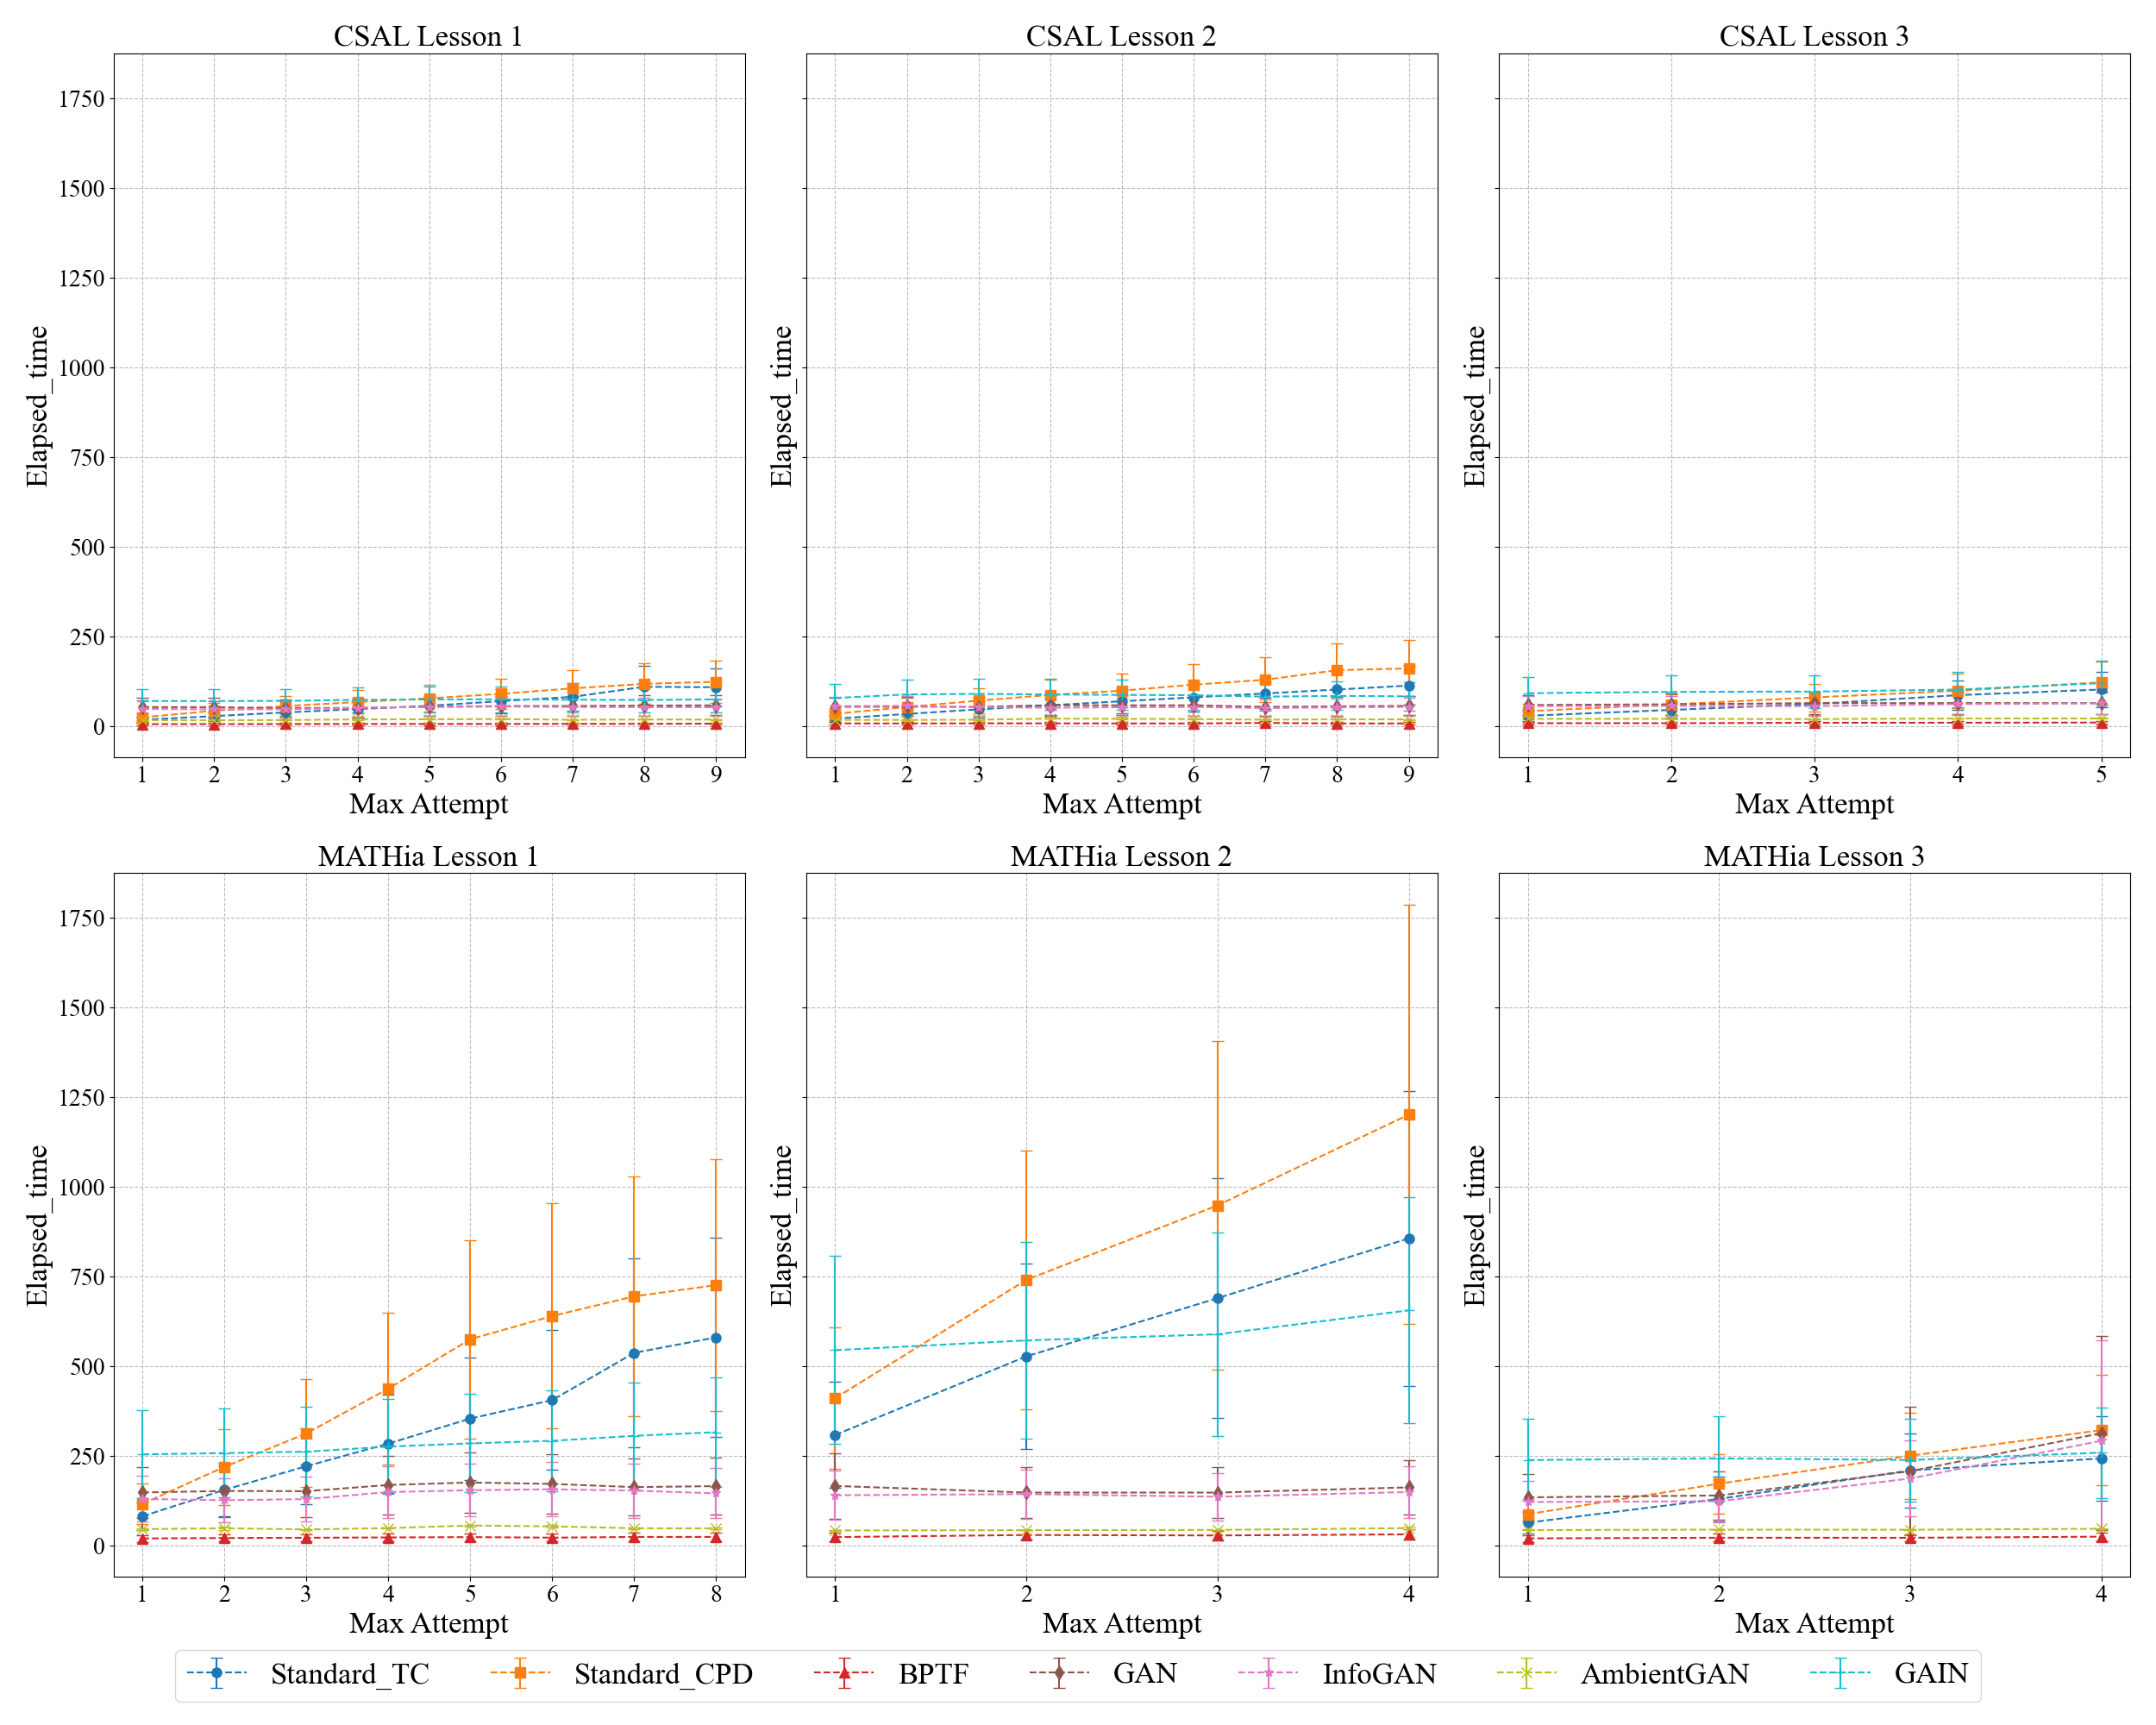 CSAL Lesson 1 CSAL Lesson 2 CSAL Lesson 3
1750
1500
1250
1000
750
500
250
0
Elapsed_time Elapsed_time Elapsed_time
1 2 3 4 5 6 7 8 9 1 2 3 4 5 6 7 8 9 1 2 3 4 5
Max Attempt Max Attempt Max Attempt
MATHia Lesson 1 MATHia Lesson 2 MATHia Lesson 3
1750
1500
1250
1000
750
500
250
0
Elapsed_time Elapsed_time Elapsed_time
1 2 3 4 5 6 7 8 1 2 3 4 1 2 3 4
Max Attempt Max Attempt Max Attempt
Standard_TC Standard_CPD BPTF GAN InfoGAN AmbientGAN GAIN